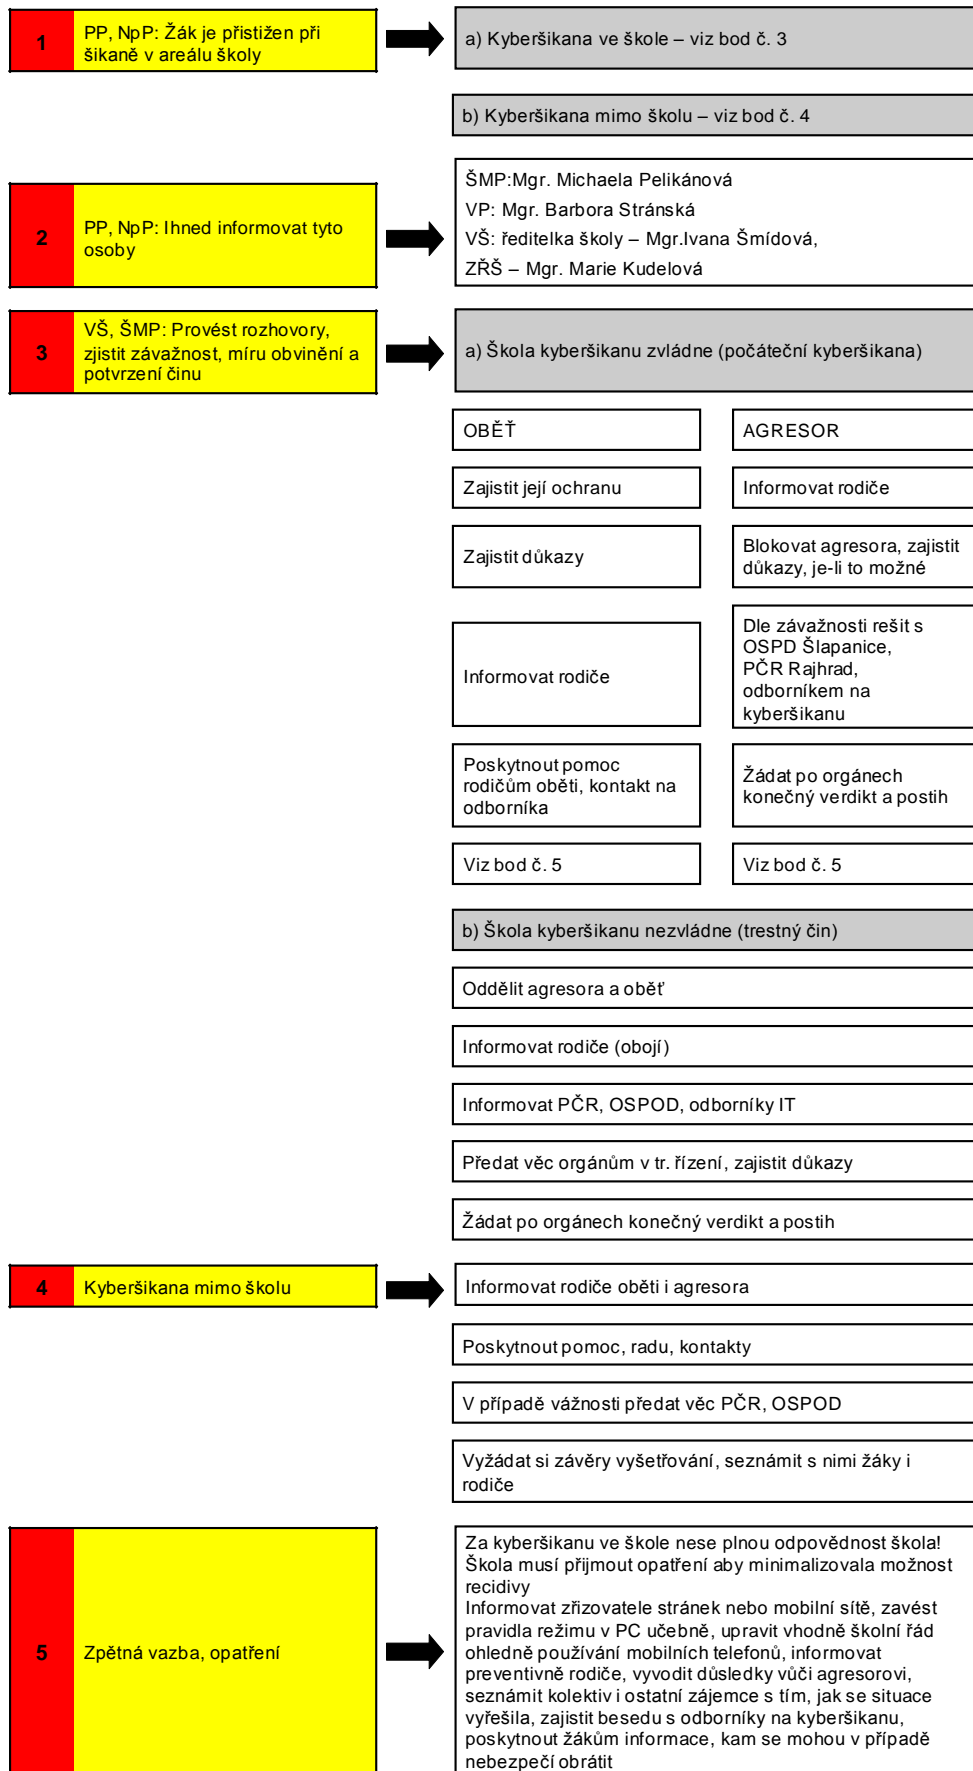 1
PP, NpP: Žák je přistižen při
šikaně v areálu školy
a) Kyberšikana ve škole – viz bod č. 3
b) Kyberšikana mimo školu – viz bod č. 4
2
PP, NpP: Ihned informovat tyto
osoby
ŠMP:Mgr. Michaela Pelikánová
VP: Mgr. Barbora Stránská
VŠ: ředitelka školy – Mgr.Ivana Šmídová,
ZŘŠ – Mgr. Marie Kudelová
3
VŠ, ŠMP: Provést rozhovory,
zjistit závažnost, míru obvinění a
potvrzení činu
a) Škola kyberšikanu zvládne (počáteční kyberšikana)
OBĚŤ
AGRESOR
Zajistit její ochranu
Informovat rodiče
Zajistit důkazy
Blokovat agresora, zajistit
důkazy, je-li to možné
Informovat rodiče
Dle závažnosti rešit s
OSPD Šlapanice,
PČR Rajhrad,
odborníkem na
kyberšikanu
Poskytnout pomoc
rodičům oběti, kontakt na
odborníka
Žádat po orgánech
konečný verdikt a postih
Viz bod č. 5
Viz bod č. 5
b) Škola kyberšikanu nezvládne (trestný čin)
Oddělit agresora a oběť
Informovat rodiče (obojí)
Informovat PČR, OSPOD, odborníky IT
Předat věc orgánům v tr. řízení, zajistit důkazy
Žádat po orgánech konečný verdikt a postih
4
Kyberšikana mimo školu
Informovat rodiče oběti i agresora
Poskytnout pomoc, radu, kontakty
V případě vážnosti předat věc PČR, OSPOD
Vyžádat si závěry vyšetřování, seznámit s nimi žáky i
rodiče
5
Zpětná vazba, opatření
Za kyberšikanu ve škole nese plnou odpovědnost škola!
Škola musí přijmout opatření aby minimalizovala možnost
recidivy
Informovat zřizovatele stránek nebo mobilní sítě, zavést
pravidla režimu v PC učebně, upravit vhodně školní řád
ohledně používání mobilních telefonů, informovat
preventivně rodiče, vyvodit důsledky vůči agresorovi,
seznámit kolektiv i ostatní zájemce s tím, jak se situace
vyřešila, zajistit besedu s odborníky na kyberšikanu,
poskytnout žákům informace, kam se mohou v případě
nebezpečí obrátit